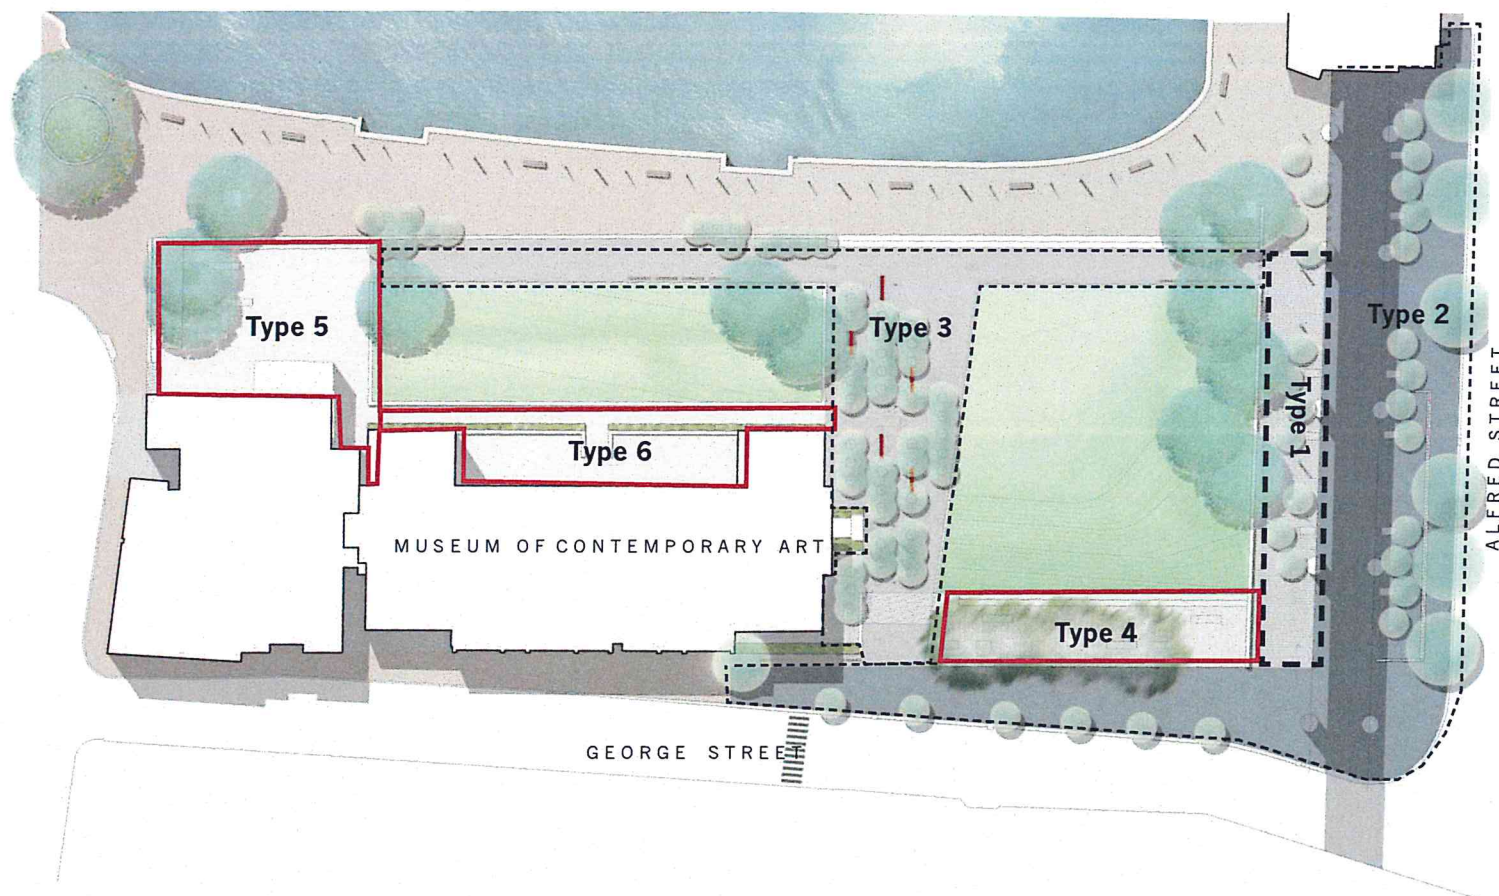 Type 5
Type 3
Type 2
Type 1
Type 6
MUSEUM OF CONTEMPORARY ART
ALFRED STREET
Type 4
GEORGE STREET